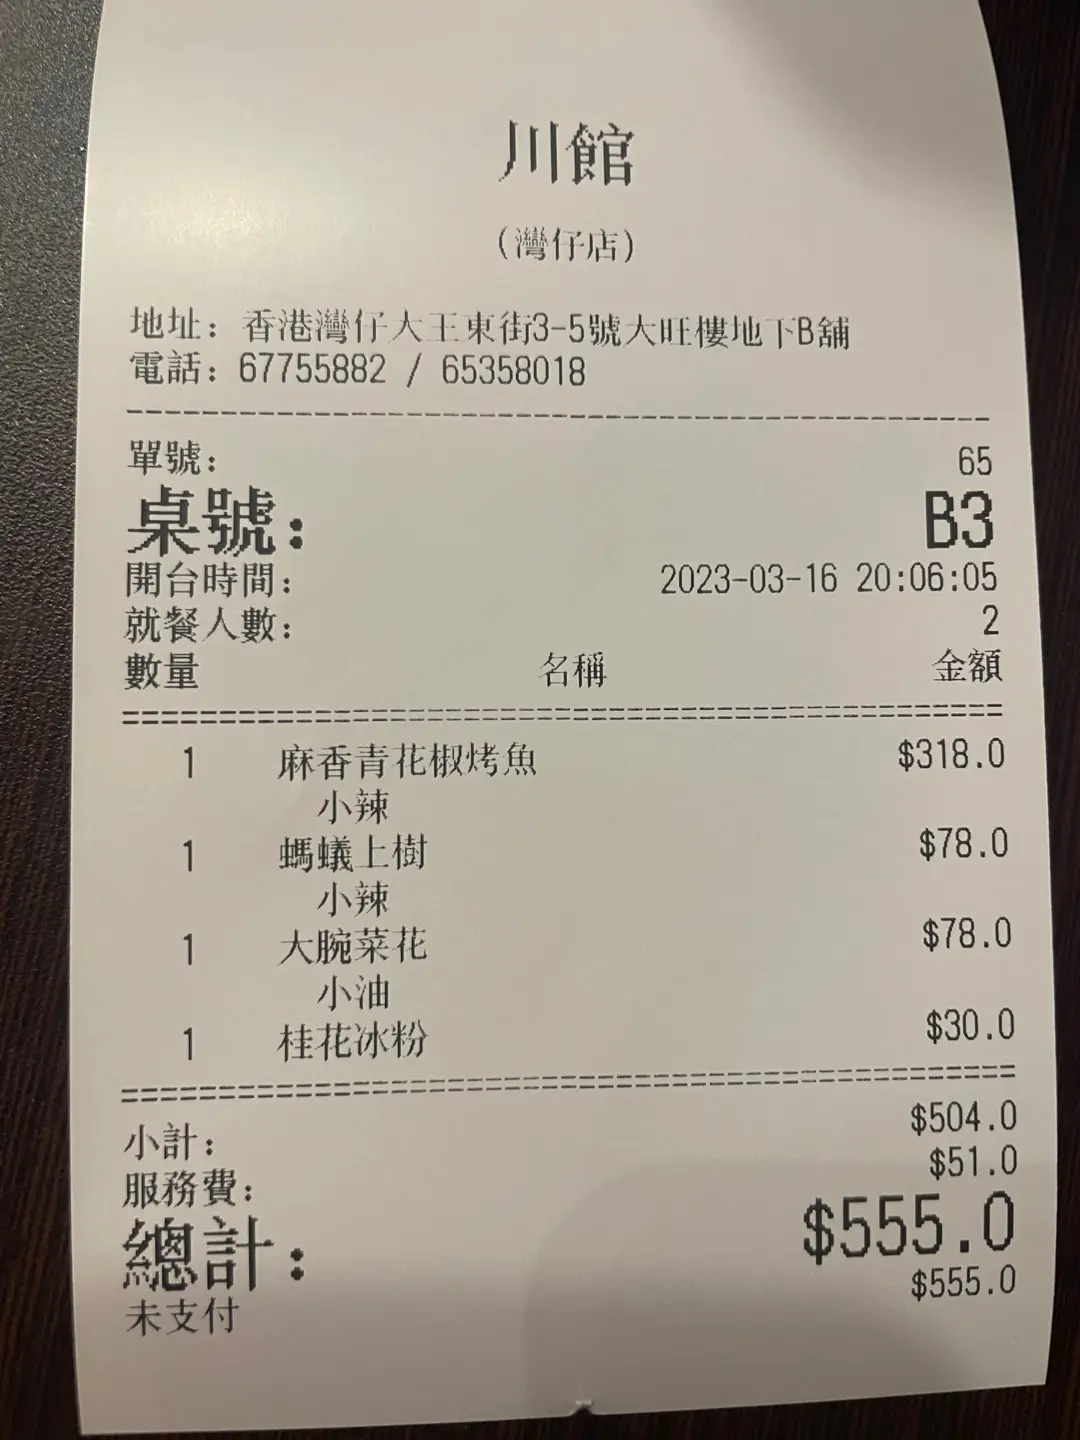 川館
(灣仔店)
地址: 香港灣仔大王東街3-5號大旺樓地下B舖
電話: 67755882 / 65358018
單號: 65
桌號: B3
開台時間: 2023-03-16 20:06:05
就餐人數: 2
數量 名稱 金額
1 麻香青花椒烤魚 $318.0
小辣
1 螞蟻上樹 $78.0
小辣
1 大腕菜花 $78.0
小油
1 桂花冰粉 $30.0
小計: $504.0
服務費: $51.0
總計: $555.0
未支付 $555.0